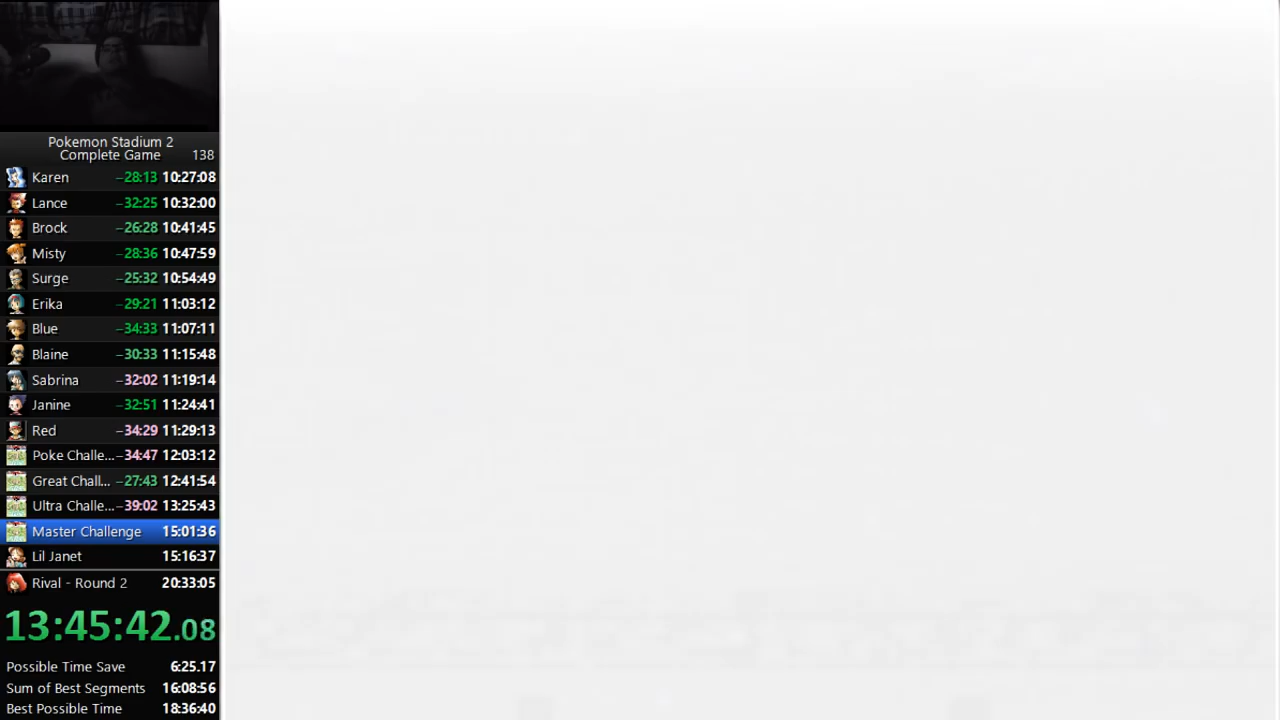 Pokemon Stadium 2
Complete Game 138
Karen −28:13 10:27:08
Lance −32:25 10:32:00
Brock −26:28 10:41:45
Misty −28:36 10:47:59
Surge −25:32 10:54:49
Erika −29:21 11:03:12
Blue −34:33 11:07:11
Blaine −30:33 11:15:48
Sabrina −32:02 11:19:14
Janine −32:51 11:24:41
Red −34:29 11:29:13
Poke Challe... −34:47 12:03:12
Great Chall... −27:43 12:41:54
Ultra Challe... −39:02 13:25:43
Master Challenge 15:01:36
Lil Janet 15:16:37
Rival - Round 2 20:33:05
13:45:42.08
Possible Time Save 6:25.17
Sum of Best Segments 16:08:56
Best Possible Time 18:36:40